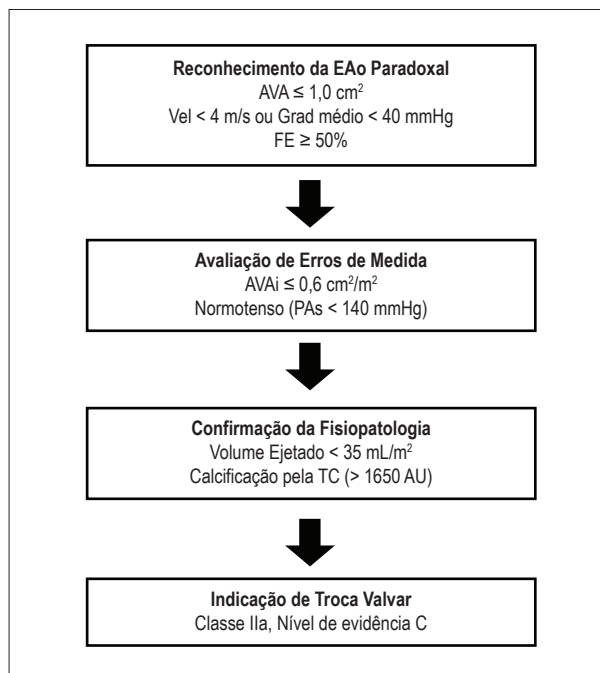 Reconhecimento da EAo Paradoxal
AVA ≤ 1,0 cm²
Vel < 4 m/s ou Grad médio < 40 mmHg
FE ≥ 50%
Avaliação de Erros de Medida
AVAi ≤ 0,6 cm²/m²
Normotenso (PAs < 140 mmHg)
Confirmação da Fisiopatologia
Volume Ejetado < 35 mL/m²
Calcificação pela TC (> 1650 AU)
Indicação de Troca Valvar
Classe IIa, Nível de evidência C